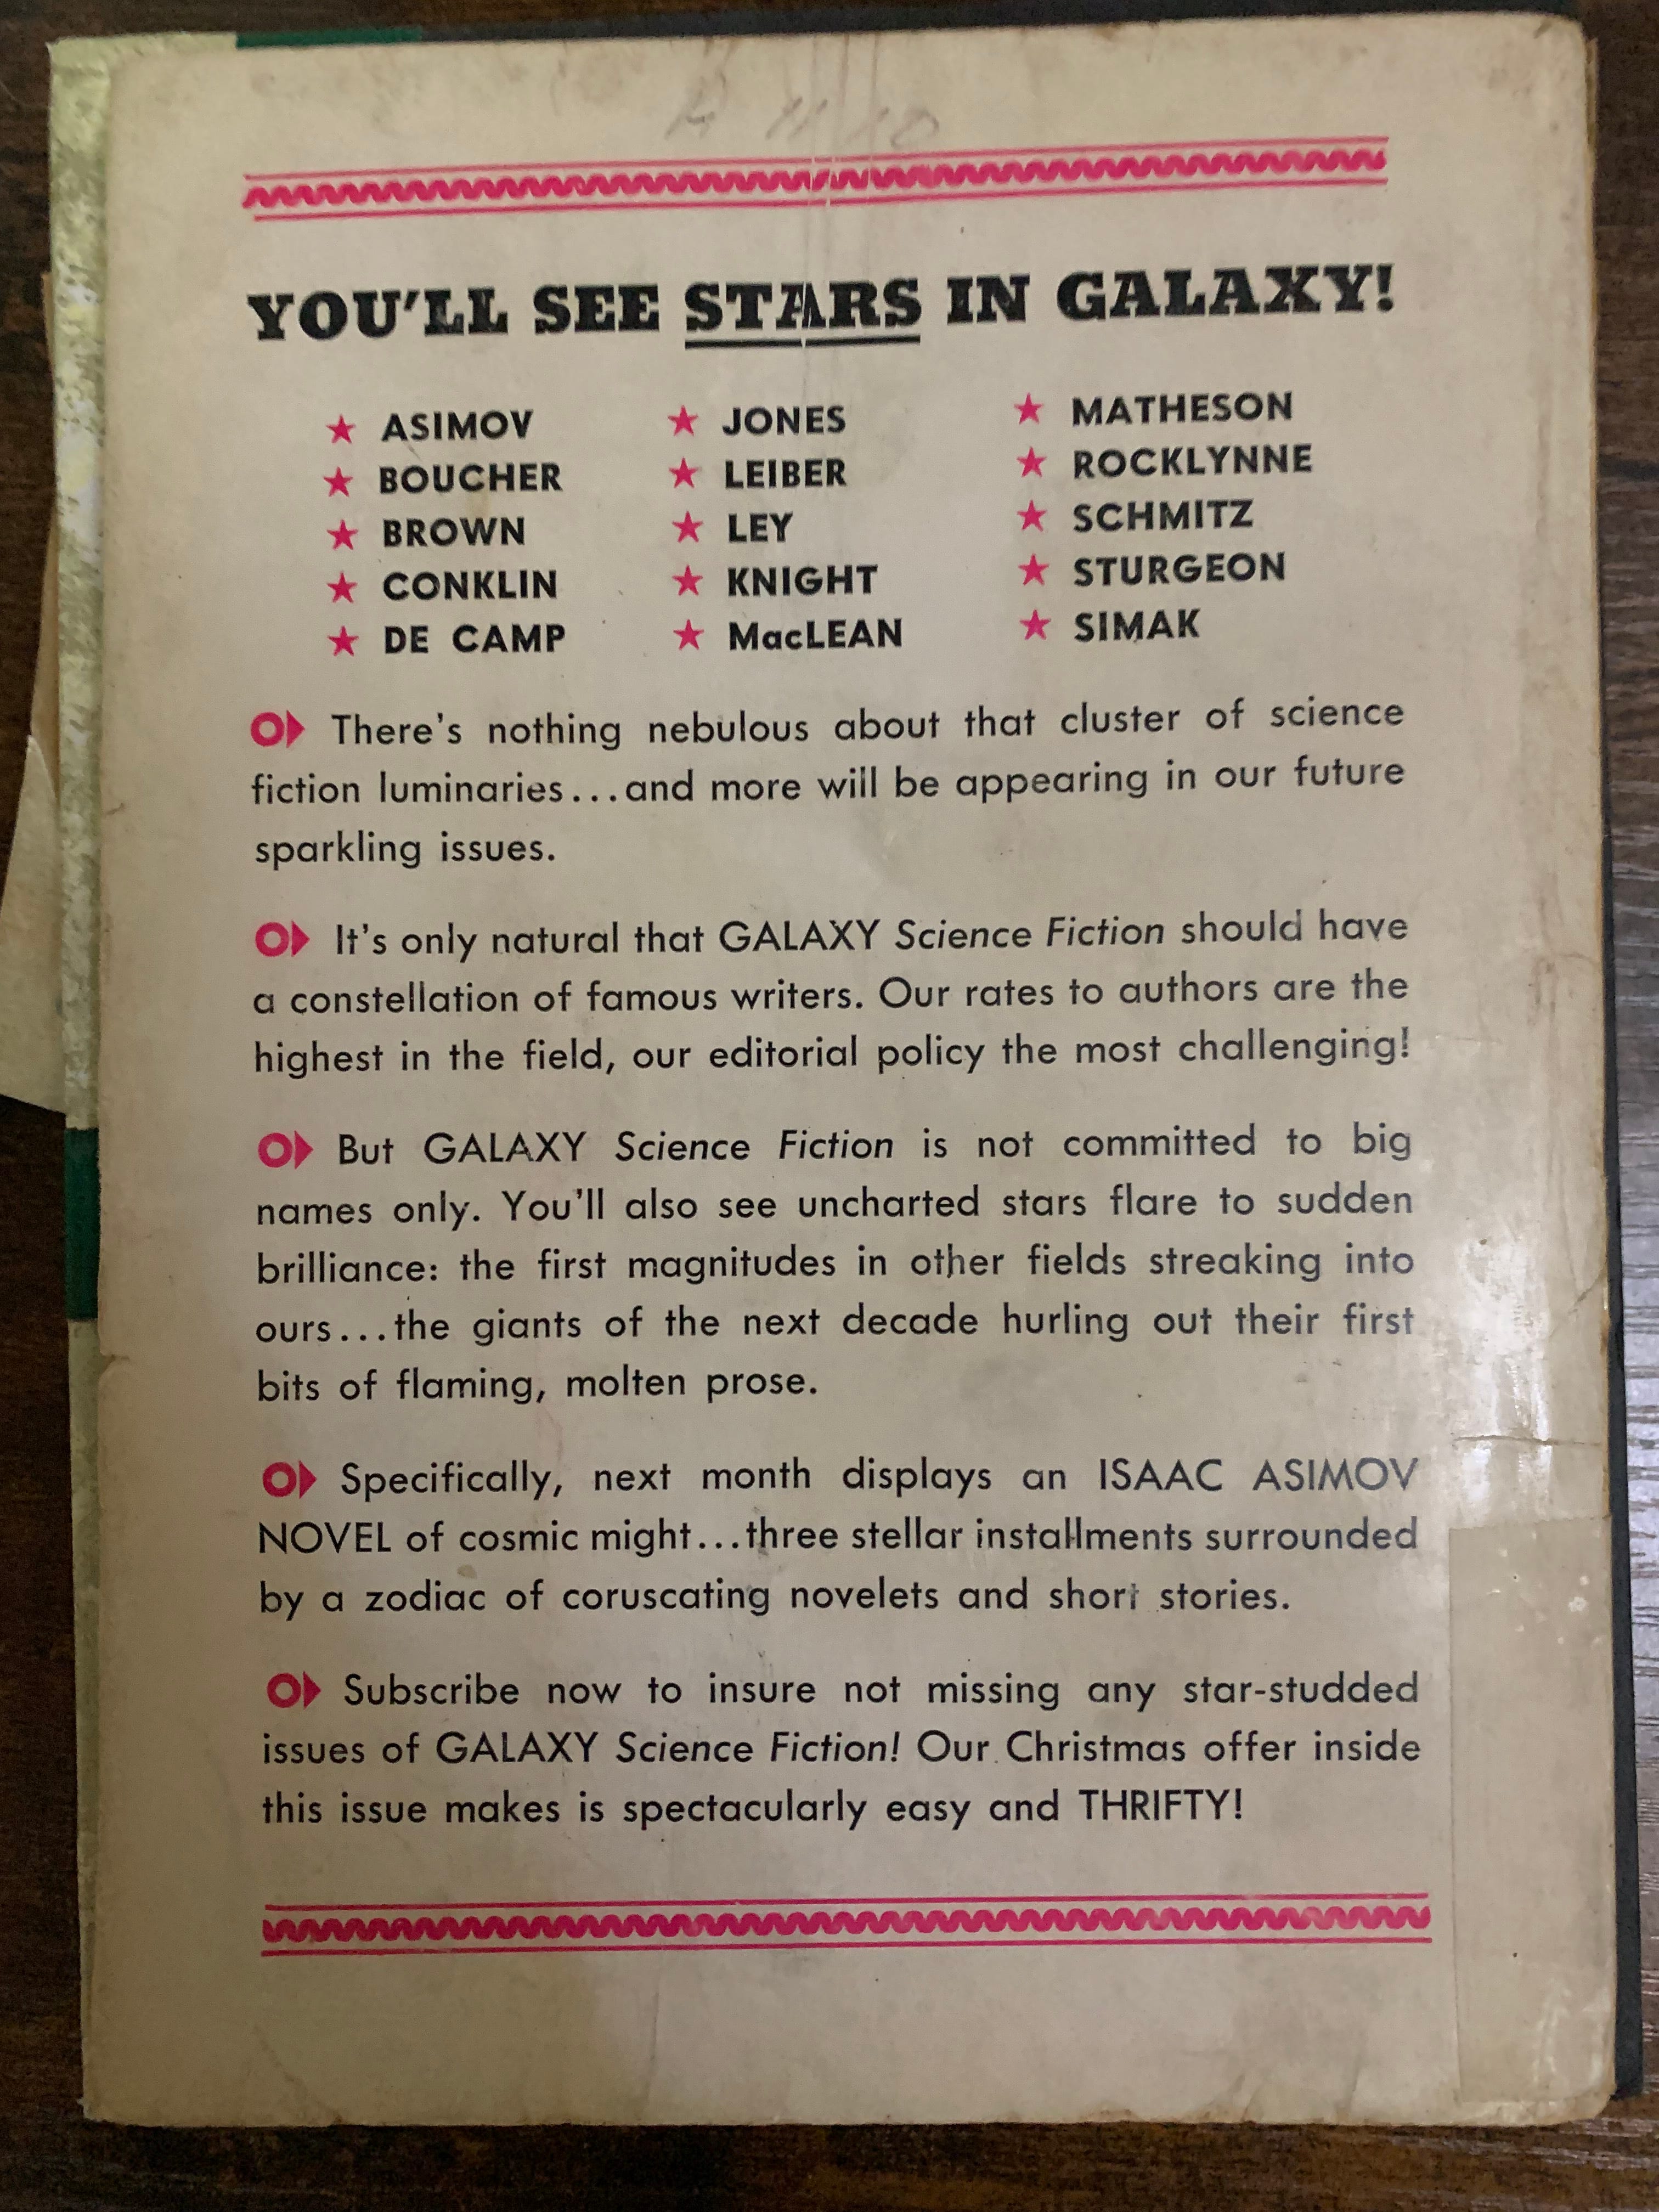 YOU'LL SEE STARS IN GALAXY!
★ ASIMOV
★ BOUCHER
★ BROWN
★ CONKLIN
★ DE CAMP
★ JONES
★ LEIBER
★ LEY
★ KNIGHT
★ MacLEAN
★ MATHESON
★ ROCKLYNNE
★ SCHMITZ
★ STURGEON
★ SIMAK
There's nothing nebulous about that cluster of science
fiction luminaries...and more will be appearing in our future
sparkling issues.
It's only natural that GALAXY Science Fiction should have
a constellation of famous writers. Our rates to authors are the
highest in the field, our editorial policy the most challenging!
But GALAXY Science Fiction is not committed to big
names only. You'll also see uncharted stars flare to sudden
brilliance: the first magnitudes in other fields streaking into
ours...the giants of the next decade hurling out their first
bits of flaming, molten prose.
Specifically, next month displays an ISAAC ASIMOV
NOVEL of cosmic might...three stellar installments surrounded
by a zodiac of coruscating novelets and short stories.
Subscribe now to insure not missing any star-studded
issues of GALAXY Science Fiction! Our Christmas offer inside
this issue makes is spectacularly easy and THRIFTY!